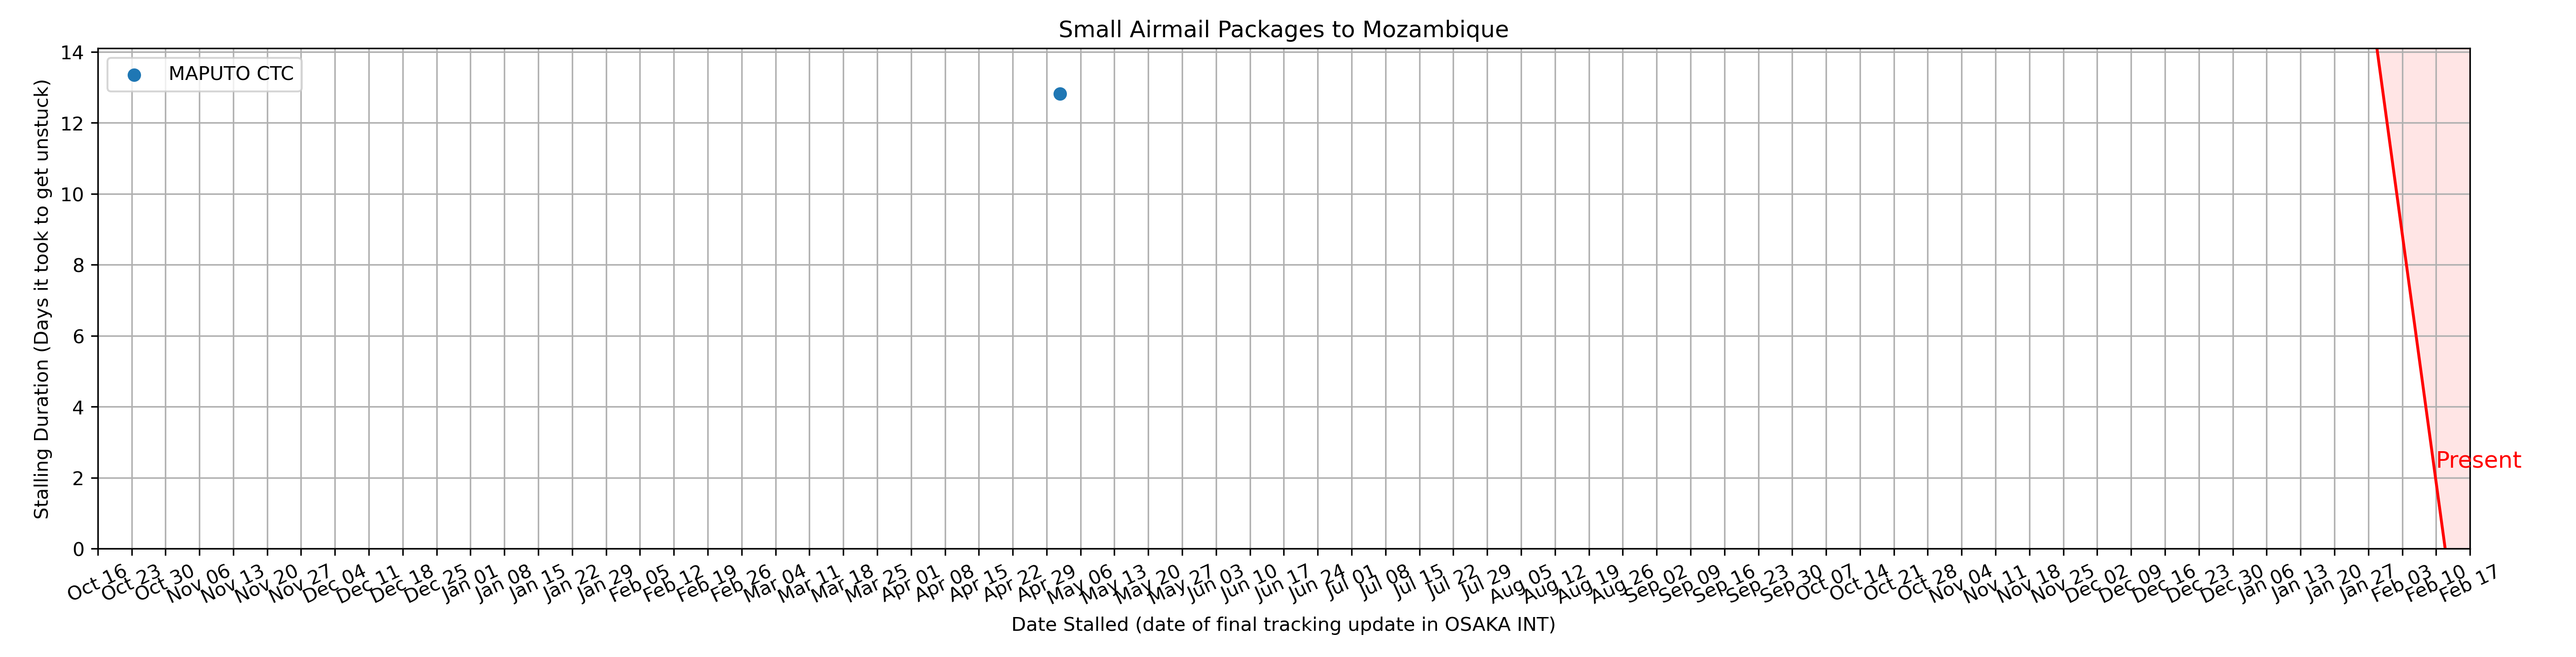 Small Airmail Packages to Mozambique
MAPUTO CTC
Stalling Duration (Days it took to get unstuck)
14
12
10
8
6
4
2
0
Present
Oct 16
Oct 23
Oct 30
Nov 06
Nov 13
Nov 20
Nov 27
Dec 04
Dec 11
Dec 18
Dec 25
Jan 01
Jan 08
Jan 15
Jan 22
Jan 29
Feb 05
Feb 12
Feb 19
Feb 26
Mar 04
Mar 11
Mar 18
Mar 25
Apr 01
Apr 08
Apr 15
Apr 22
Apr 29
May 06
May 13
May 20
May 27
Jun 03
Jun 10
Jun 17
Jun 24
Jul 01
Jul 08
Jul 15
Jul 22
Jul 29
Aug 05
Aug 12
Aug 19
Aug 26
Sep 02
Sep 09
Sep 16
Sep 23
Sep 30
Oct 07
Oct 14
Oct 21
Oct 28
Nov 04
Nov 11
Nov 18
Nov 25
Dec 02
Dec 09
Dec 16
Dec 23
Dec 30
Jan 06
Jan 13
Jan 20
Jan 27
Feb 03
Feb 10
Feb 17
Date Stalled (date of final tracking update in OSAKA INT)